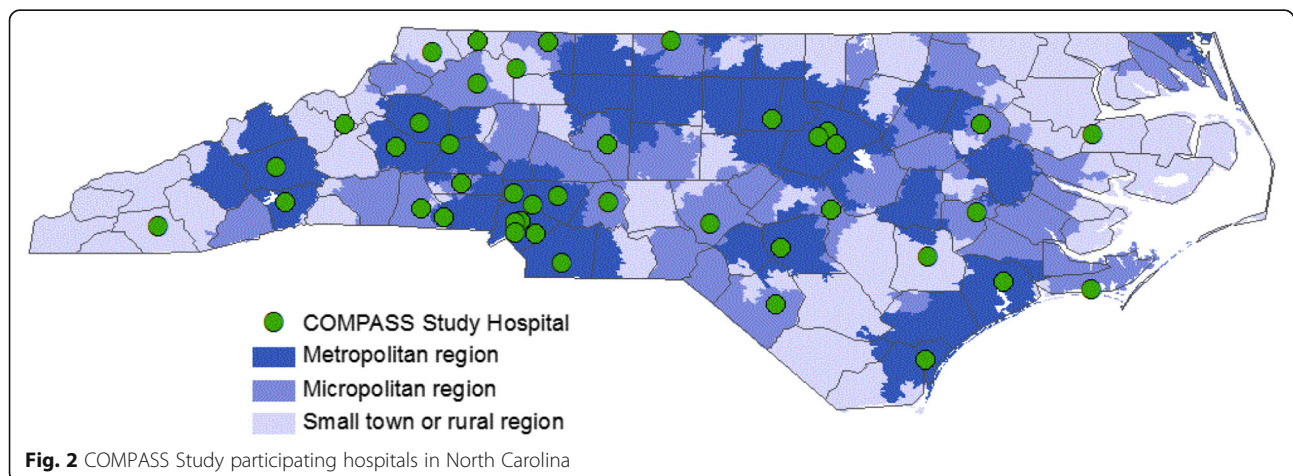 COMPASS Study Hospital
Metropolitan region
Micropolitan region
Small town or rural region
Fig. 2 COMPASS Study participating hospitals in North Carolina